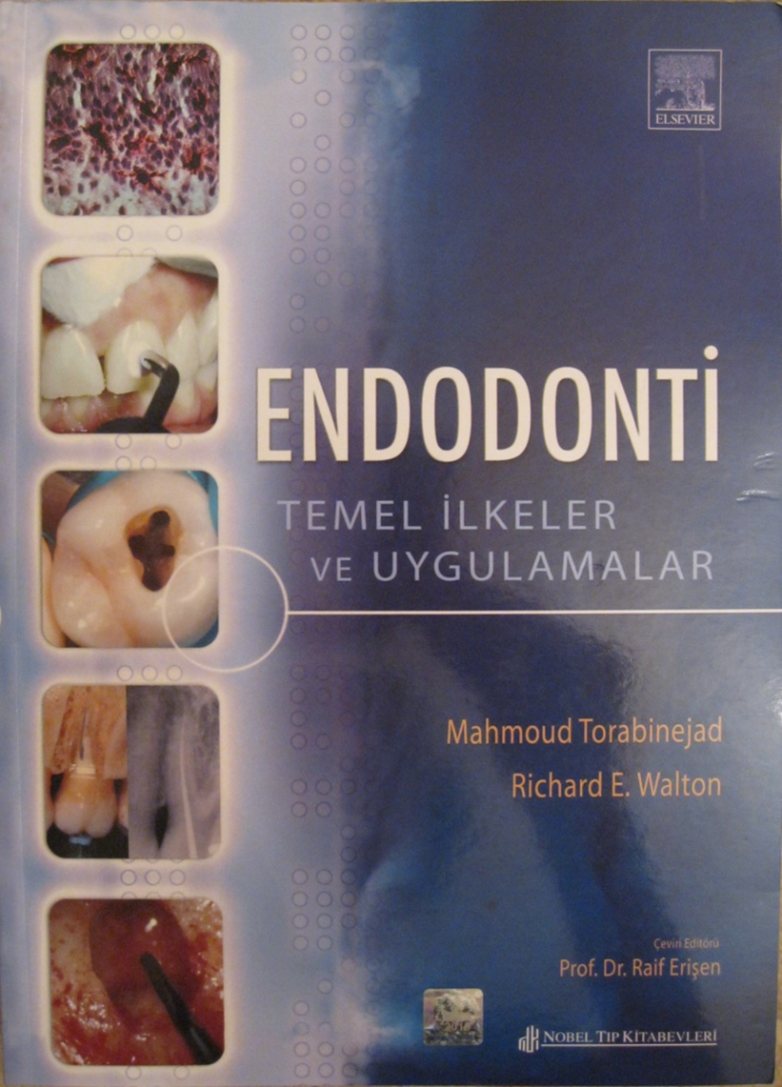 ELSEVIER
ENDODONTİ
TEMEL İLKELER
VE UYGULAMALAR
Mahmoud Torabinejad
Richard E. Walton
Çeviri Editörü
Prof. Dr. Raif Erişen
NOBEL TIP KİTABEVLERİ